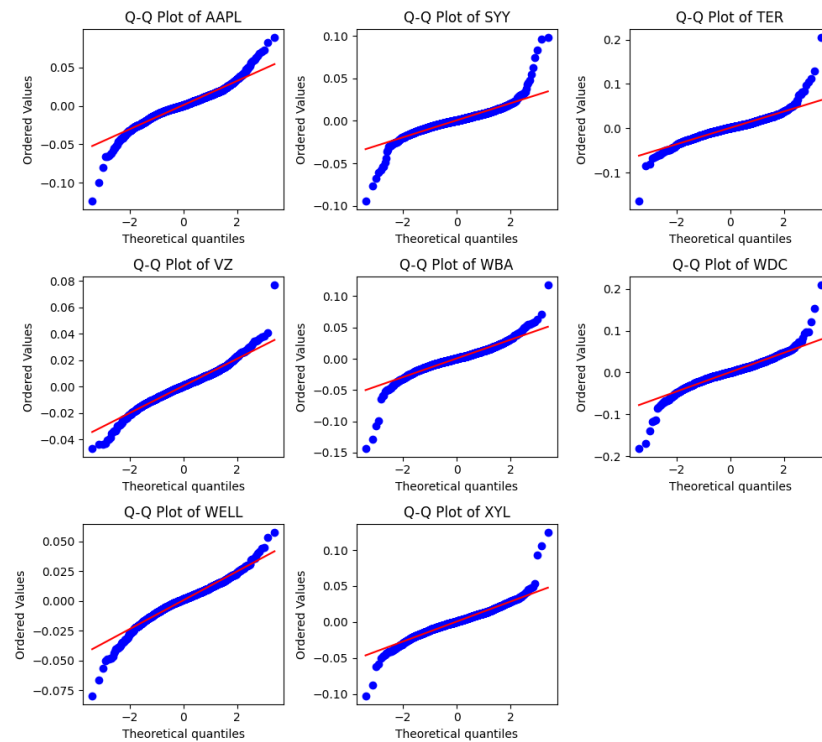 Q-Q Plot of AAPL
Ordered Values
0.05
0.00
−0.05
−0.10
−2
0
2
Theoretical quantiles
Q-Q Plot of SYY
Ordered Values
0.10
0.05
0.00
−0.05
−0.10
−2
0
2
Theoretical quantiles
Q-Q Plot of TER
Ordered Values
0.2
0.1
0.0
−0.1
−2
0
2
Theoretical quantiles
Q-Q Plot of VZ
Ordered Values
0.08
0.06
0.04
0.02
0.00
−0.02
−0.04
−2
0
2
Theoretical quantiles
Q-Q Plot of WBA
Ordered Values
0.10
0.05
0.00
−0.05
−0.10
−0.15
−2
0
2
Theoretical quantiles
Q-Q Plot of WDC
Ordered Values
0.2
0.1
0.0
−0.1
−0.2
−2
0
2
Theoretical quantiles
Q-Q Plot of WELL
Ordered Values
0.050
0.025
0.000
−0.025
−0.050
−0.075
−2
0
2
Theoretical quantiles
Q-Q Plot of XYL
Ordered Values
0.10
0.05
0.00
−0.05
−0.10
−2
0
2
Theoretical quantiles